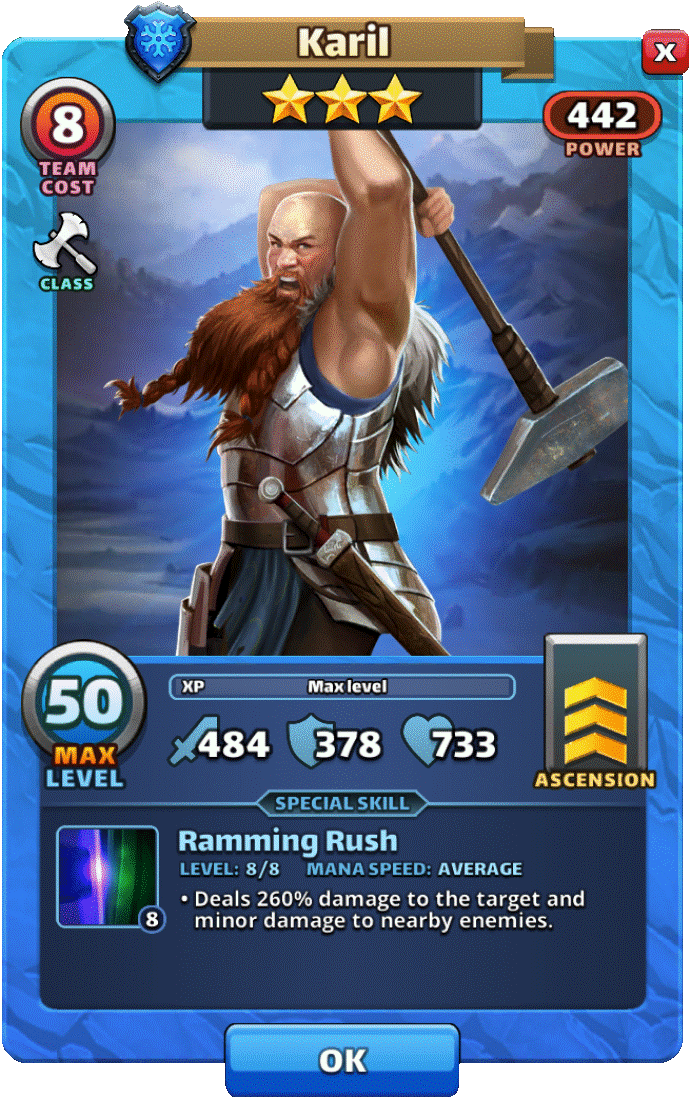 Karil
X
8
TEAM
COST
442
POWER
CLASS
50
MAX
LEVEL
XP Max level
484 378 733
ASCENSION
SPECIAL SKILL
Ramming Rush
LEVEL: 8/8 MANA SPEED: AVERAGE
8
• Deals 260% damage to the target and
minor damage to nearby enemies.
OK